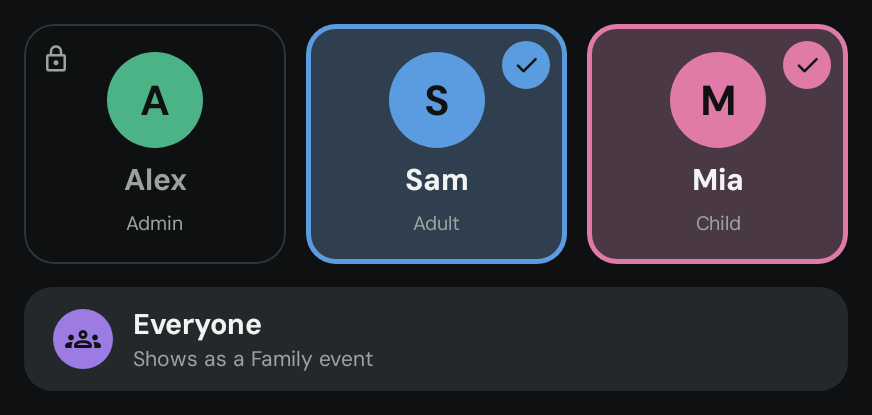 A
Alex
Admin
S
Sam
Adult
M
Mia
Child
Everyone
Shows as a Family event